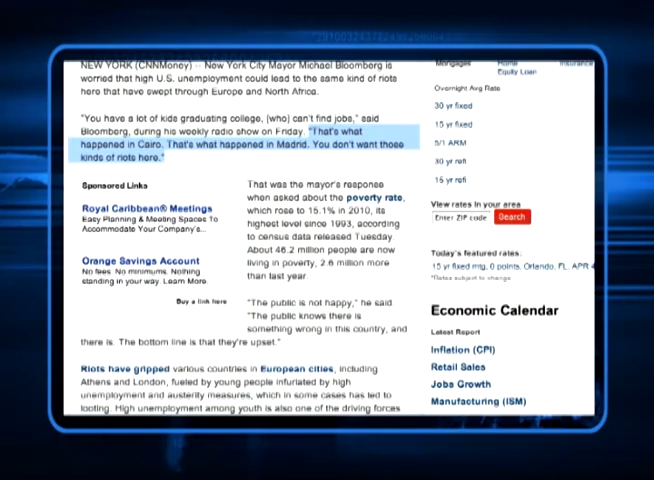 NEW YORK (CNNMoney) -- New York City Mayor Michael Bloomberg is
worried that high U.S. unemployment could lead to the same kind of riots
here that have swept through Europe and North Africa.
"You have a lot of kids graduating college, (who) can't find jobs," said
Bloomberg, during his weekly radio show on Friday. "That's what
happened in Cairo. That's what happened in Madrid. You don't want those
kinds of riots here."
Sponsored Links
Royal Caribbean® Meetings
Easy Planning & Meeting Spaces To
Accommodate Your Company's...
Orange Savings Account
No fees. No minimums. Nothing
standing in your way. Learn More.
Buy a link here
That was the mayor's response
when asked about the poverty rate,
which rose to 15.1% in 2010, its
highest level since 1993, according
to census data released Tuesday.
About 46.2 million people are now
living in poverty, 2.6 million more
than last year.
"The public is not happy," he said.
"The public knows there is
something wrong in this country, and
there is. The bottom line is that they're upset."
Riots have gripped various countries in European cities, including
Athens and London, fueled by young people infuriated by high
unemployment and austerity measures, which in some cases has led to
looting. High unemployment among youth is also one of the driving forces
Mortgages Home Insurance
Equity Loan
Overnight Avg Rate
30 yr fixed
15 yr fixed
5/1 ARM
30 yr refi
15 yr refi
View rates in your area
Enter ZIP code Search
Today's featured rates:
15 yr fixed mtg. 0 points. Orlando, FL. APR 4
*Rates subject to change
Economic Calendar
Latest Report
Inflation (CPI)
Retail Sales
Jobs Growth
Manufacturing (ISM)